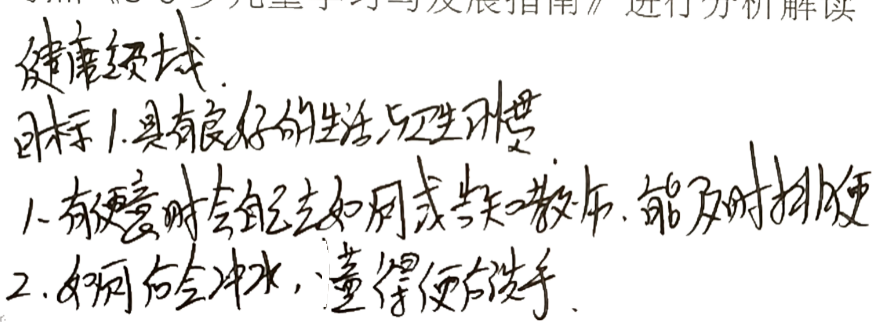 《3-6岁儿童学习与发展指南》进行分析解读
健康领域.
目标1.具有良好的生活与卫生习惯.
1.有便意时会自己去如厕或告知教师.能及时排便
2.如厕后会冲水,懂得便后洗手.